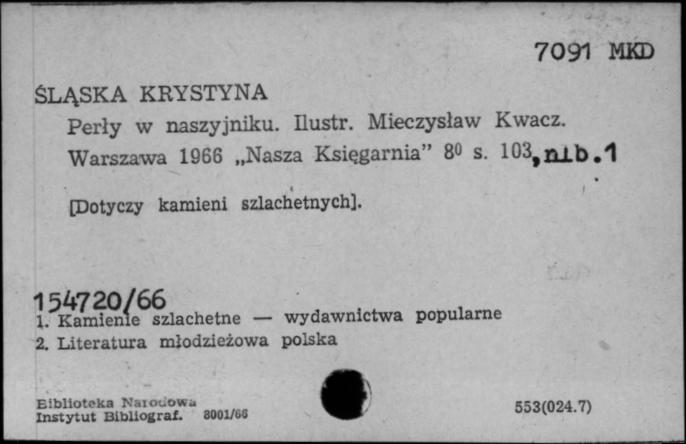 7091 MKD
ŚLĄSKA KRYSTYNA
Perły w naszyjniku. Ilustr. Mieczysław Kwacz.
Warszawa 1966 „Nasza Księgarnia” 8⁰ s. 103, nlb.1
[Dotyczy kamieni szlachetnych].
154720/66
1. Kamienie szlachetne — wydawnictwa popularne
2. Literatura młodzieżowa polska
Biblioteka Narodowa
Instytut Bibliograf. 8001/66
553(024.7)